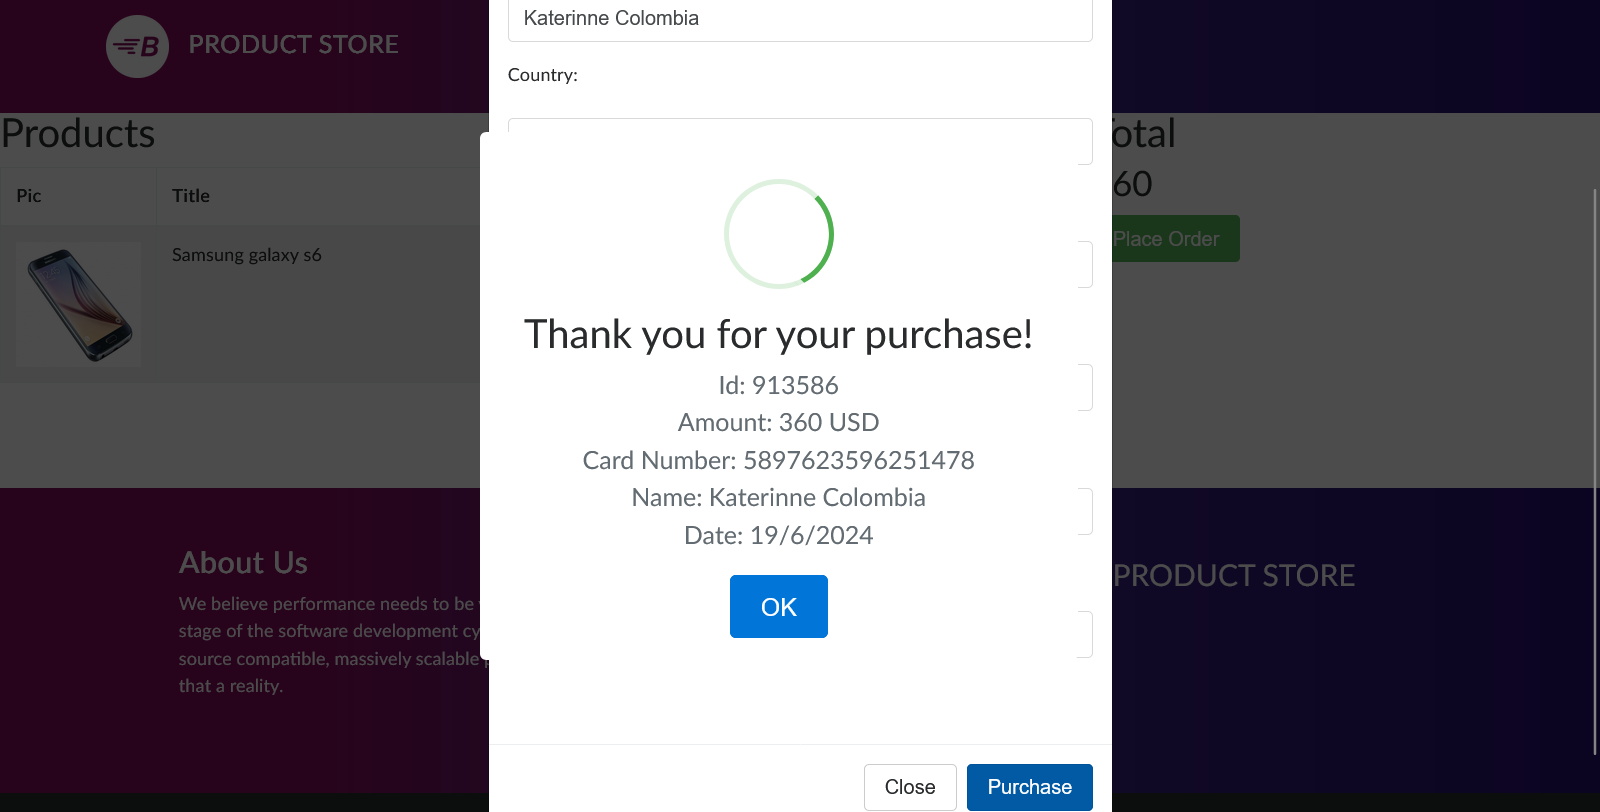 PRODUCT STORE
Katerinne Colombia
Country:
Products
Pic
Title
Samsung galaxy s6
otal
60
Place Order
Thank you for your purchase!
Id: 913586
Amount: 360 USD
Card Number: 5897623596251478
Name: Katerinne Colombia
Date: 19/6/2024
OK
About Us
We believe performance needs to be
stage of the software development cy
source compatible, massively scalable
that a reality.
PRODUCT STORE
Close
Purchase